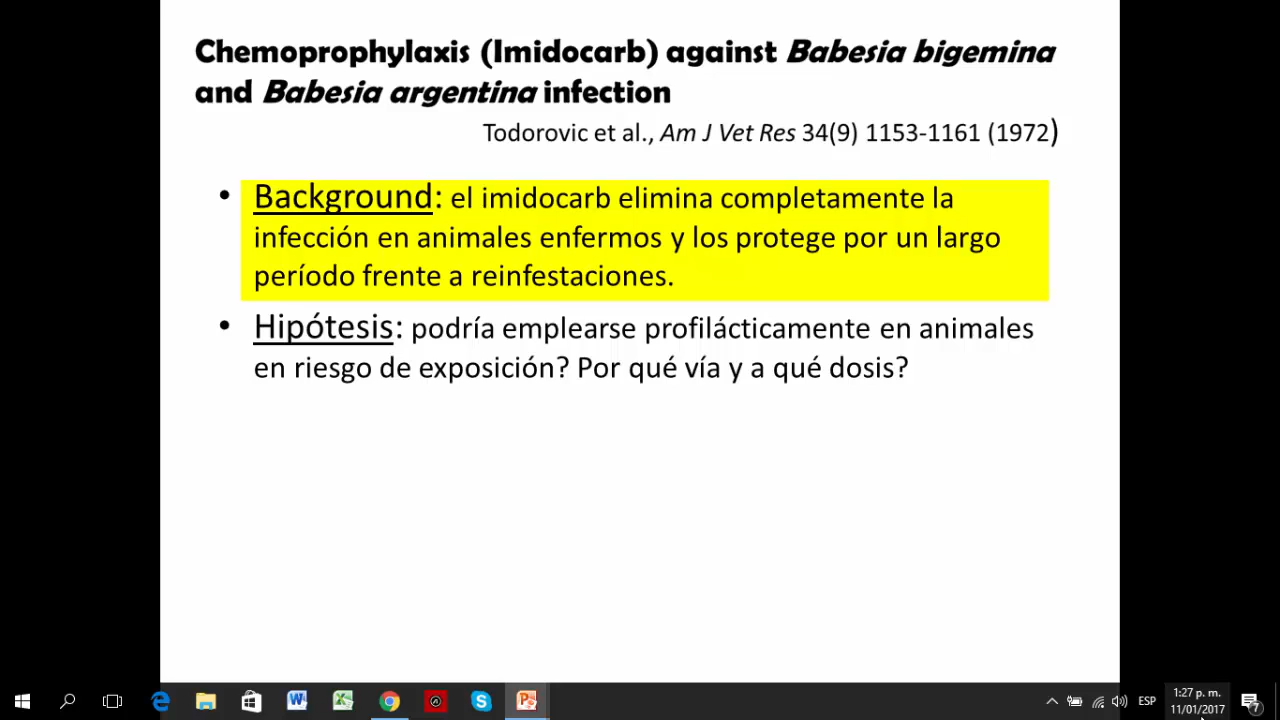 Chemoprophylaxis (Imidocarb) against Babesia bigemina
and Babesia argentina infection
Todorovic et al., Am J Vet Res 34(9) 1153-1161 (1972)
• Background: el imidocarb elimina completamente la
infección en animales enfermos y los protege por un largo
período frente a reinfestaciones.
• Hipótesis: podría emplearse profilácticamente en animales
en riesgo de exposición? Por qué vía y a qué dosis?
ESP
1:27 p. m.
11/01/2017
7